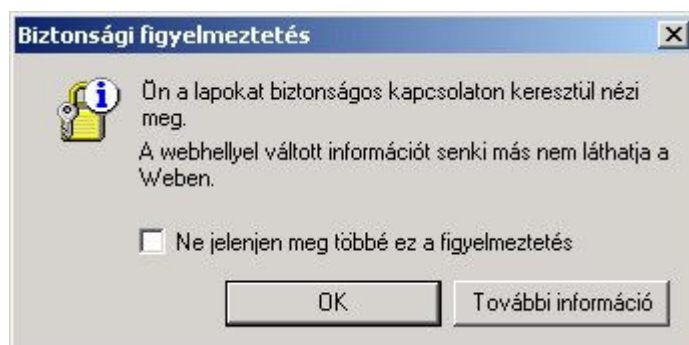 Biztonsági figyelmeztetés
Ön a lapokat biztonságos kapcsolaton keresztül nézi
meg.
A webhellyel váltott információt senki más nem láthatja a
Weben.
Ne jelenjen meg többé ez a figyelmeztetés
OK
További információ